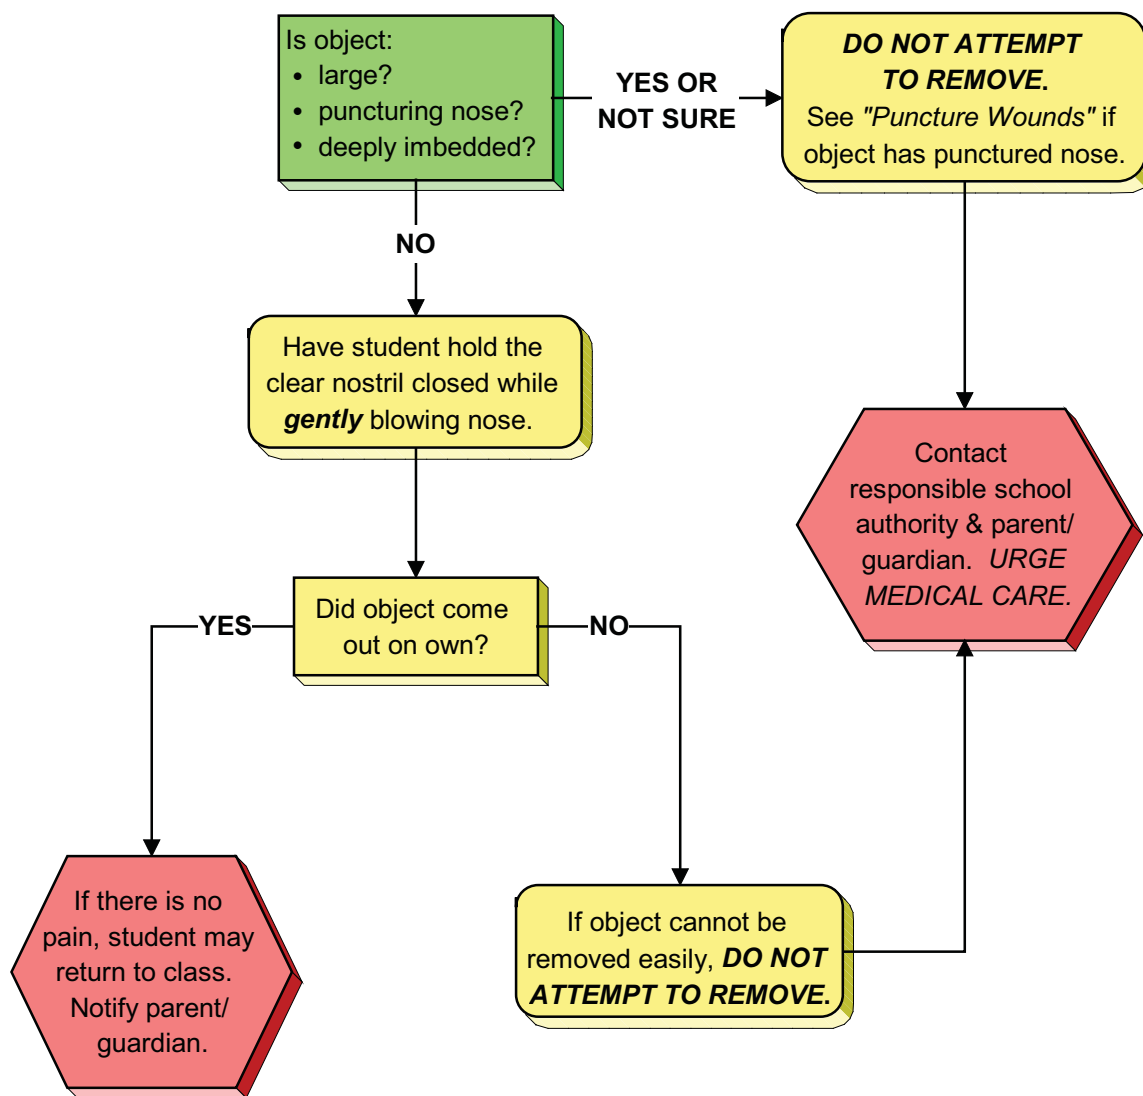 Is object:
• large?
• puncturing nose?
• deeply imbedded?
YES OR
NOT SURE
DO NOT ATTEMPT
TO REMOVE.
See "Puncture Wounds" if
object has punctured nose.
NO
Have student hold the
clear nostril closed while
gently blowing nose.
Contact
responsible school
authority & parent/
guardian. URGE
MEDICAL CARE.
Did object come
out on own?
YES
NO
If there is no
pain, student may
return to class.
Notify parent/
guardian.
If object cannot be
removed easily, DO NOT
ATTEMPT TO REMOVE.